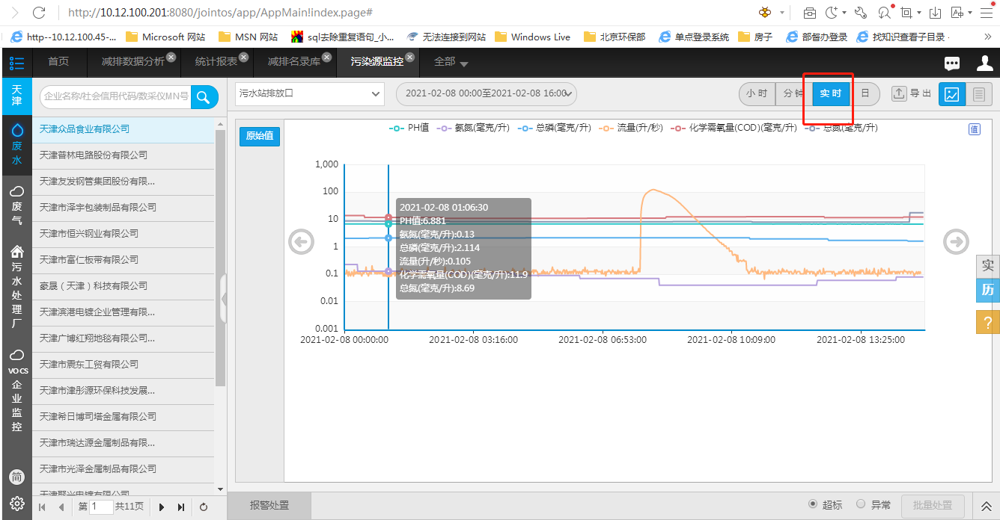 http://10.12.100.201:8080/jointos/app/AppMain!index.page#
http--10.12.100.45-...
Microsoft 网站
MSN 网站
sql去除重复语句_小...
无法连接到网站
Windows Live
北京环保部
单点登录系统
房子
部督办登录
找知识查看子目录 ·
首页
减排数据分析
统计报表
减排名录库
污染源监控
全部
天津
废水
废气
污水处理厂
VOCS
企业监控
简
企业名称/社会信用代码/数采仪MN号
天津众品食业有限公司
天津普林电路股份有限公司
天津友发钢管集团股份有限...
天津市泽宇包装制品有限公司
天津市恒兴钢业有限公司
天津市富仁板带有限公司
豪晟（天津）科技有限公司
天津滨港电镀企业管理有限...
天津广博红翔地毯有限公司...
天津市震东工贸有限公司
天津市津彤源环保科技发展...
天津希日博司塔金属有限公司
天津市瑞达源金属制品有限...
天津市光泽金属制品有限公司
天津聚兴电镀有限公司
第 1 共11页
污水站排放口
2021-02-08 00:00至2021-02-08 16:00
小时
分钟
实时
日
导出
原始值
PH值
氨氮(毫克/升)
总磷(毫克/升)
流量(升/秒)
化学需氧量(COD)(毫克/升)
总氮(毫克/升)
值
1,000
100
10
1
0.1
0.01
0.001
2021-02-08 01:06:30
PH值:6.881
氨氮(毫克/升):0.13
总磷(毫克/升):2.114
流量(升/秒):0.105
化学需氧量(COD)(毫克/升):11.9
总氮(毫克/升):8.69
2021-02-08 00:00:00
2021-02-08 03:16:00
2021-02-08 06:53:00
2021-02-08 10:09:00
2021-02-08 13:25:00
实
历
?
报警处置
超标
异常
批量处置